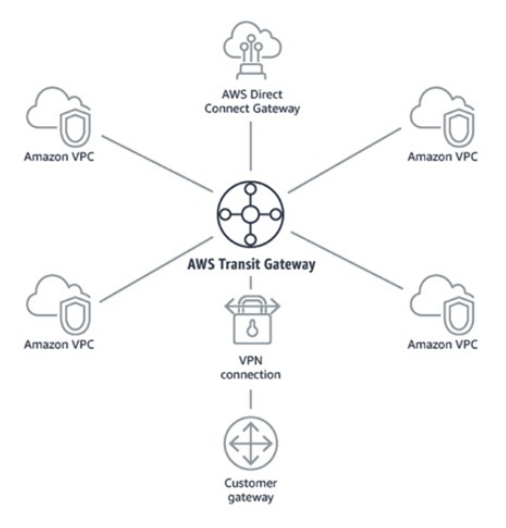 AWS Direct
Connect Gateway
Amazon VPC
Amazon VPC
AWS Transit Gateway
Amazon VPC
Amazon VPC
VPN
connection
Customer
gateway